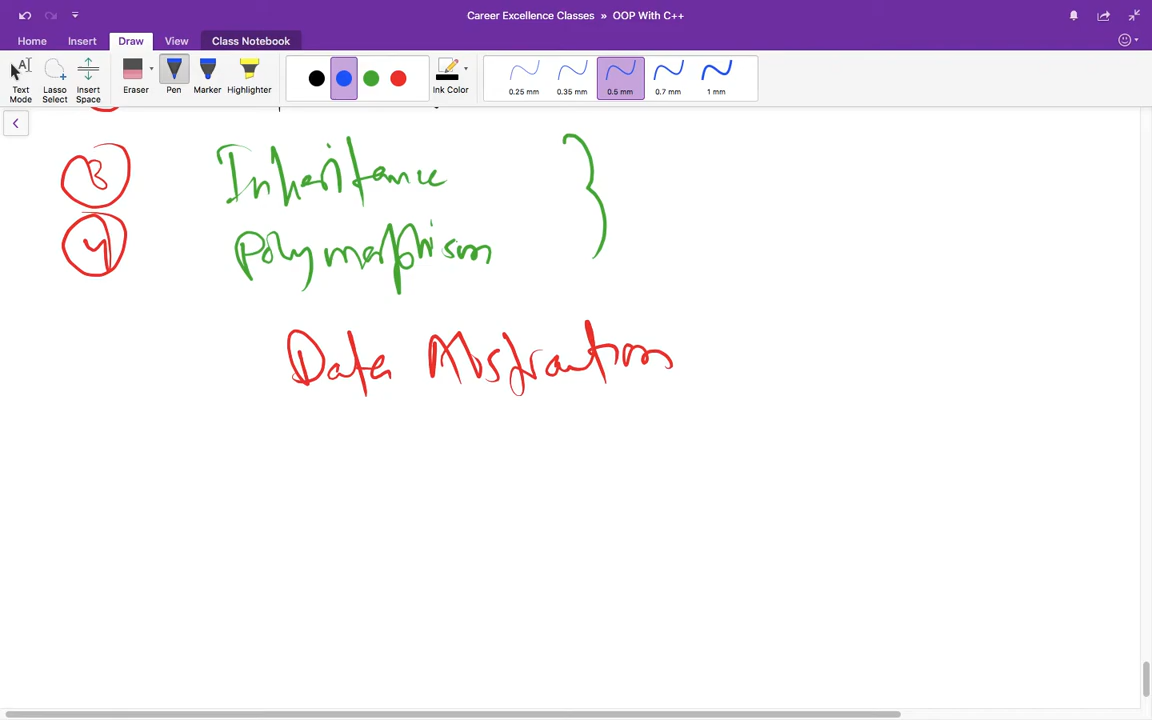 Career Excellence Classes » OOP With C++
Home Insert Draw View Class Notebook
Text Mode Lasso Select Insert Space Eraser Pen Marker Highlighter Ink Color 0.25 mm 0.35 mm 0.5 mm 0.7 mm 1 mm
3 Inheritance
4 Polymorphism
Data Abstraction